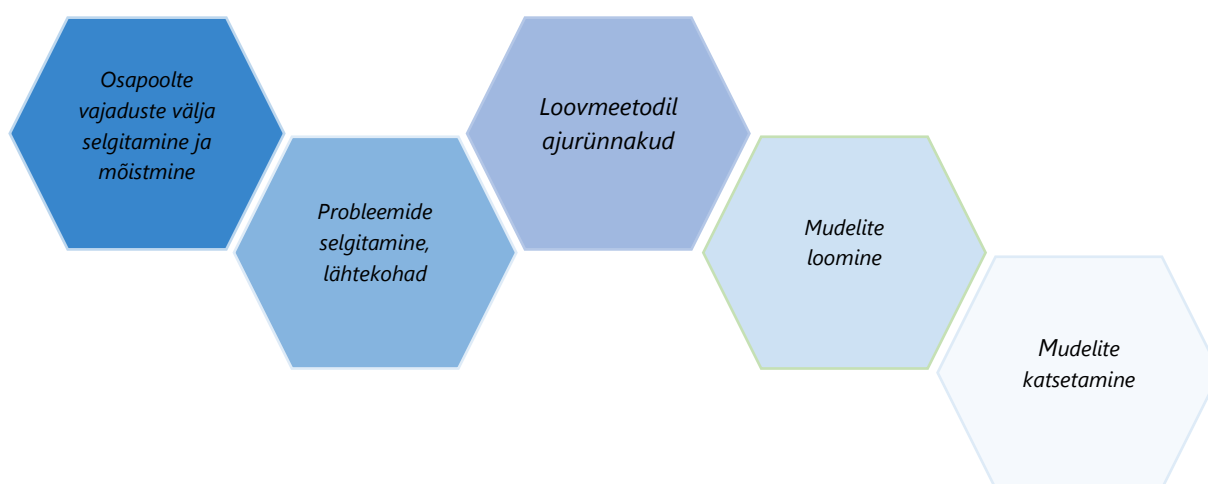 Osapoolte
vajaduste välja
selgitamine ja
mõistmine
Probleemide
selgitamine,
lähtekohad
Loovmeetodil
ajurünnakud
Mudelite
loomine
Mudelite
katsetamine